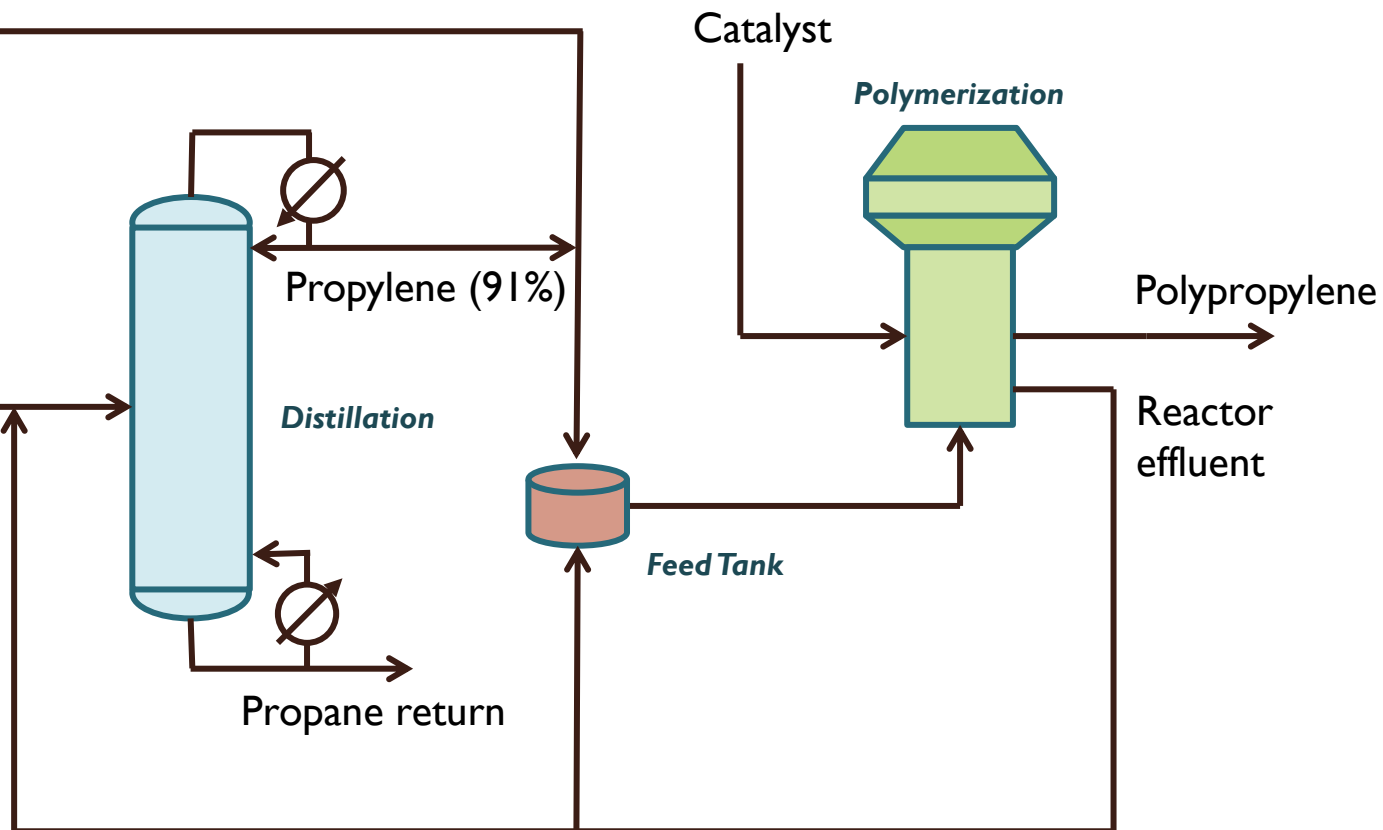 Catalyst
Polymerization
Propylene (91%)
Polypropylene
Distillation
Reactor
effluent
Feed Tank
Propane return